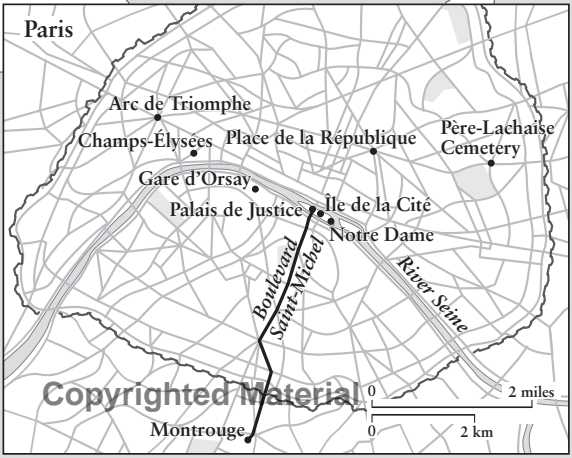 Paris
Arc de Triomphe
Champs-Élysées
Place de la République
Père-Lachaise
Cemetery
Gare d'Orsay
Palais de Justice
Île de la Cité
Notre Dame
Boulevard
Saint-Michel
River Seine
Copyrighted Material
0 2 miles
0 2 km
Montrouge